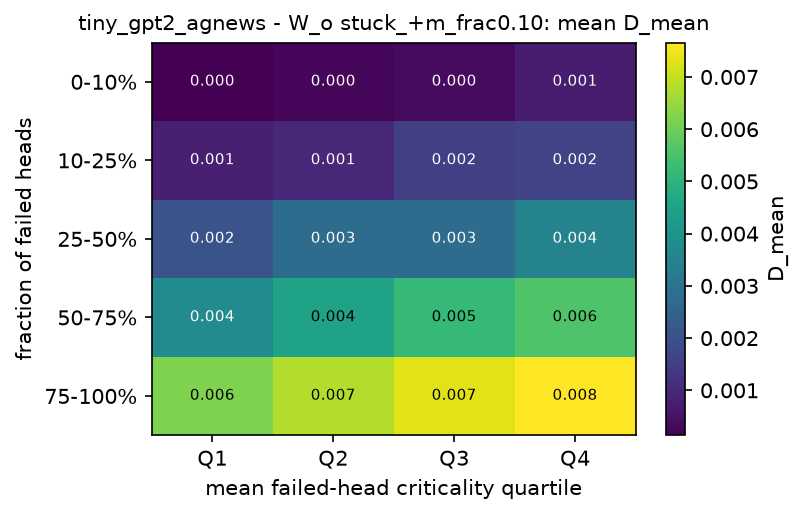 tiny_gpt2_agnews - W_o stuck_+m_frac0.10: mean D_mean
fraction of failed heads
0-10% 0.000 0.000 0.000 0.001
10-25% 0.001 0.001 0.002 0.002
25-50% 0.002 0.003 0.003 0.004
50-75% 0.004 0.004 0.005 0.006
75-100% 0.006 0.007 0.007 0.008
Q1 Q2 Q3 Q4
mean failed-head criticality quartile
0.007
0.006
0.005
0.004
0.003
0.002
0.001
D_mean